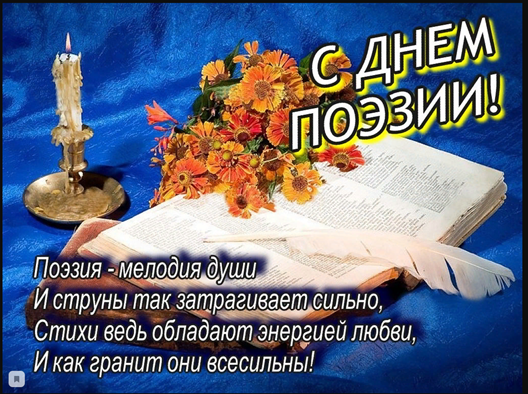 С ДНЕМ
ПОЭЗИИ!
Поэзия - мелодия души
И струны так затрагивает сильно,
Стихи ведь обладают энергией любви,
И как гранит они всесильны!